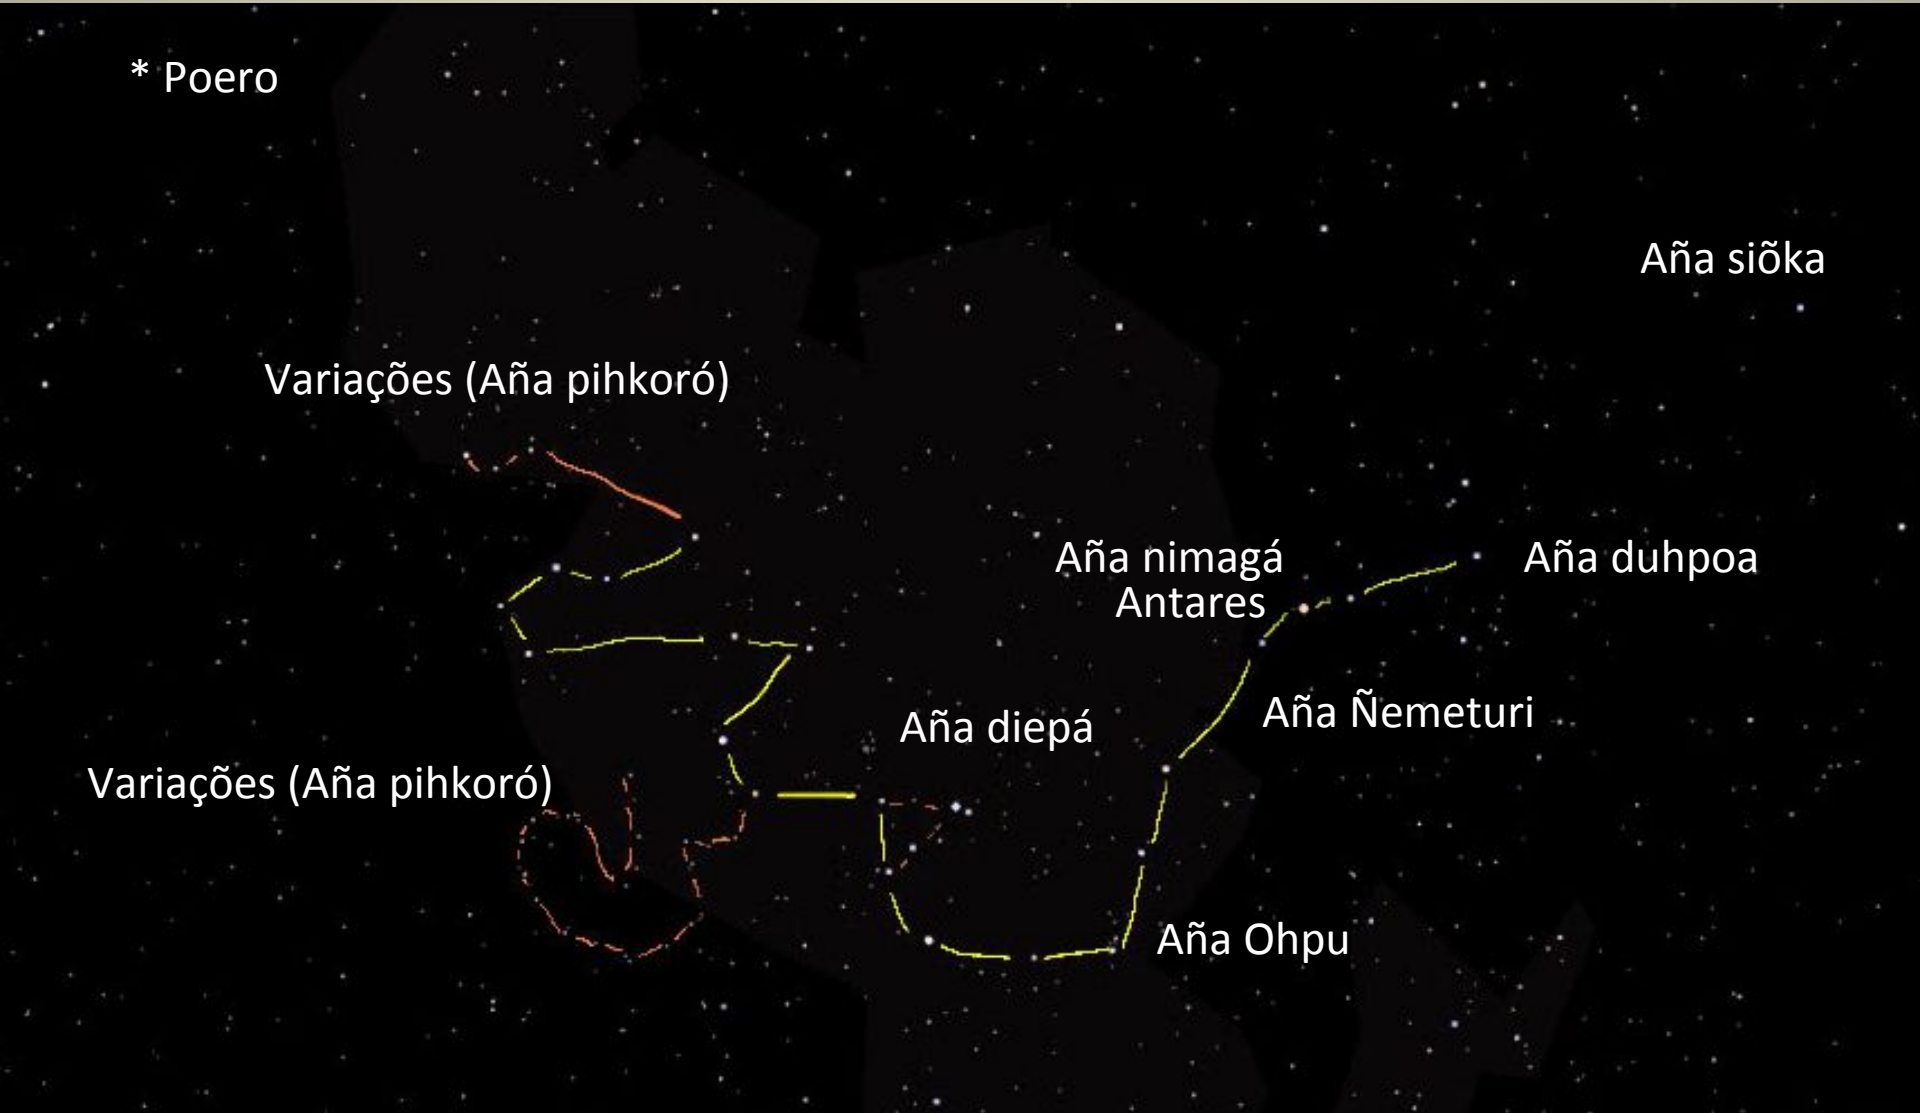 * Poero
Aña siõka
Variações (Aña pihkoró)
Aña nimagá
Antares
Aña duhpoa
Aña Ñemeturi
Aña diepá
Variações (Aña pihkoró)
Aña Ohpu